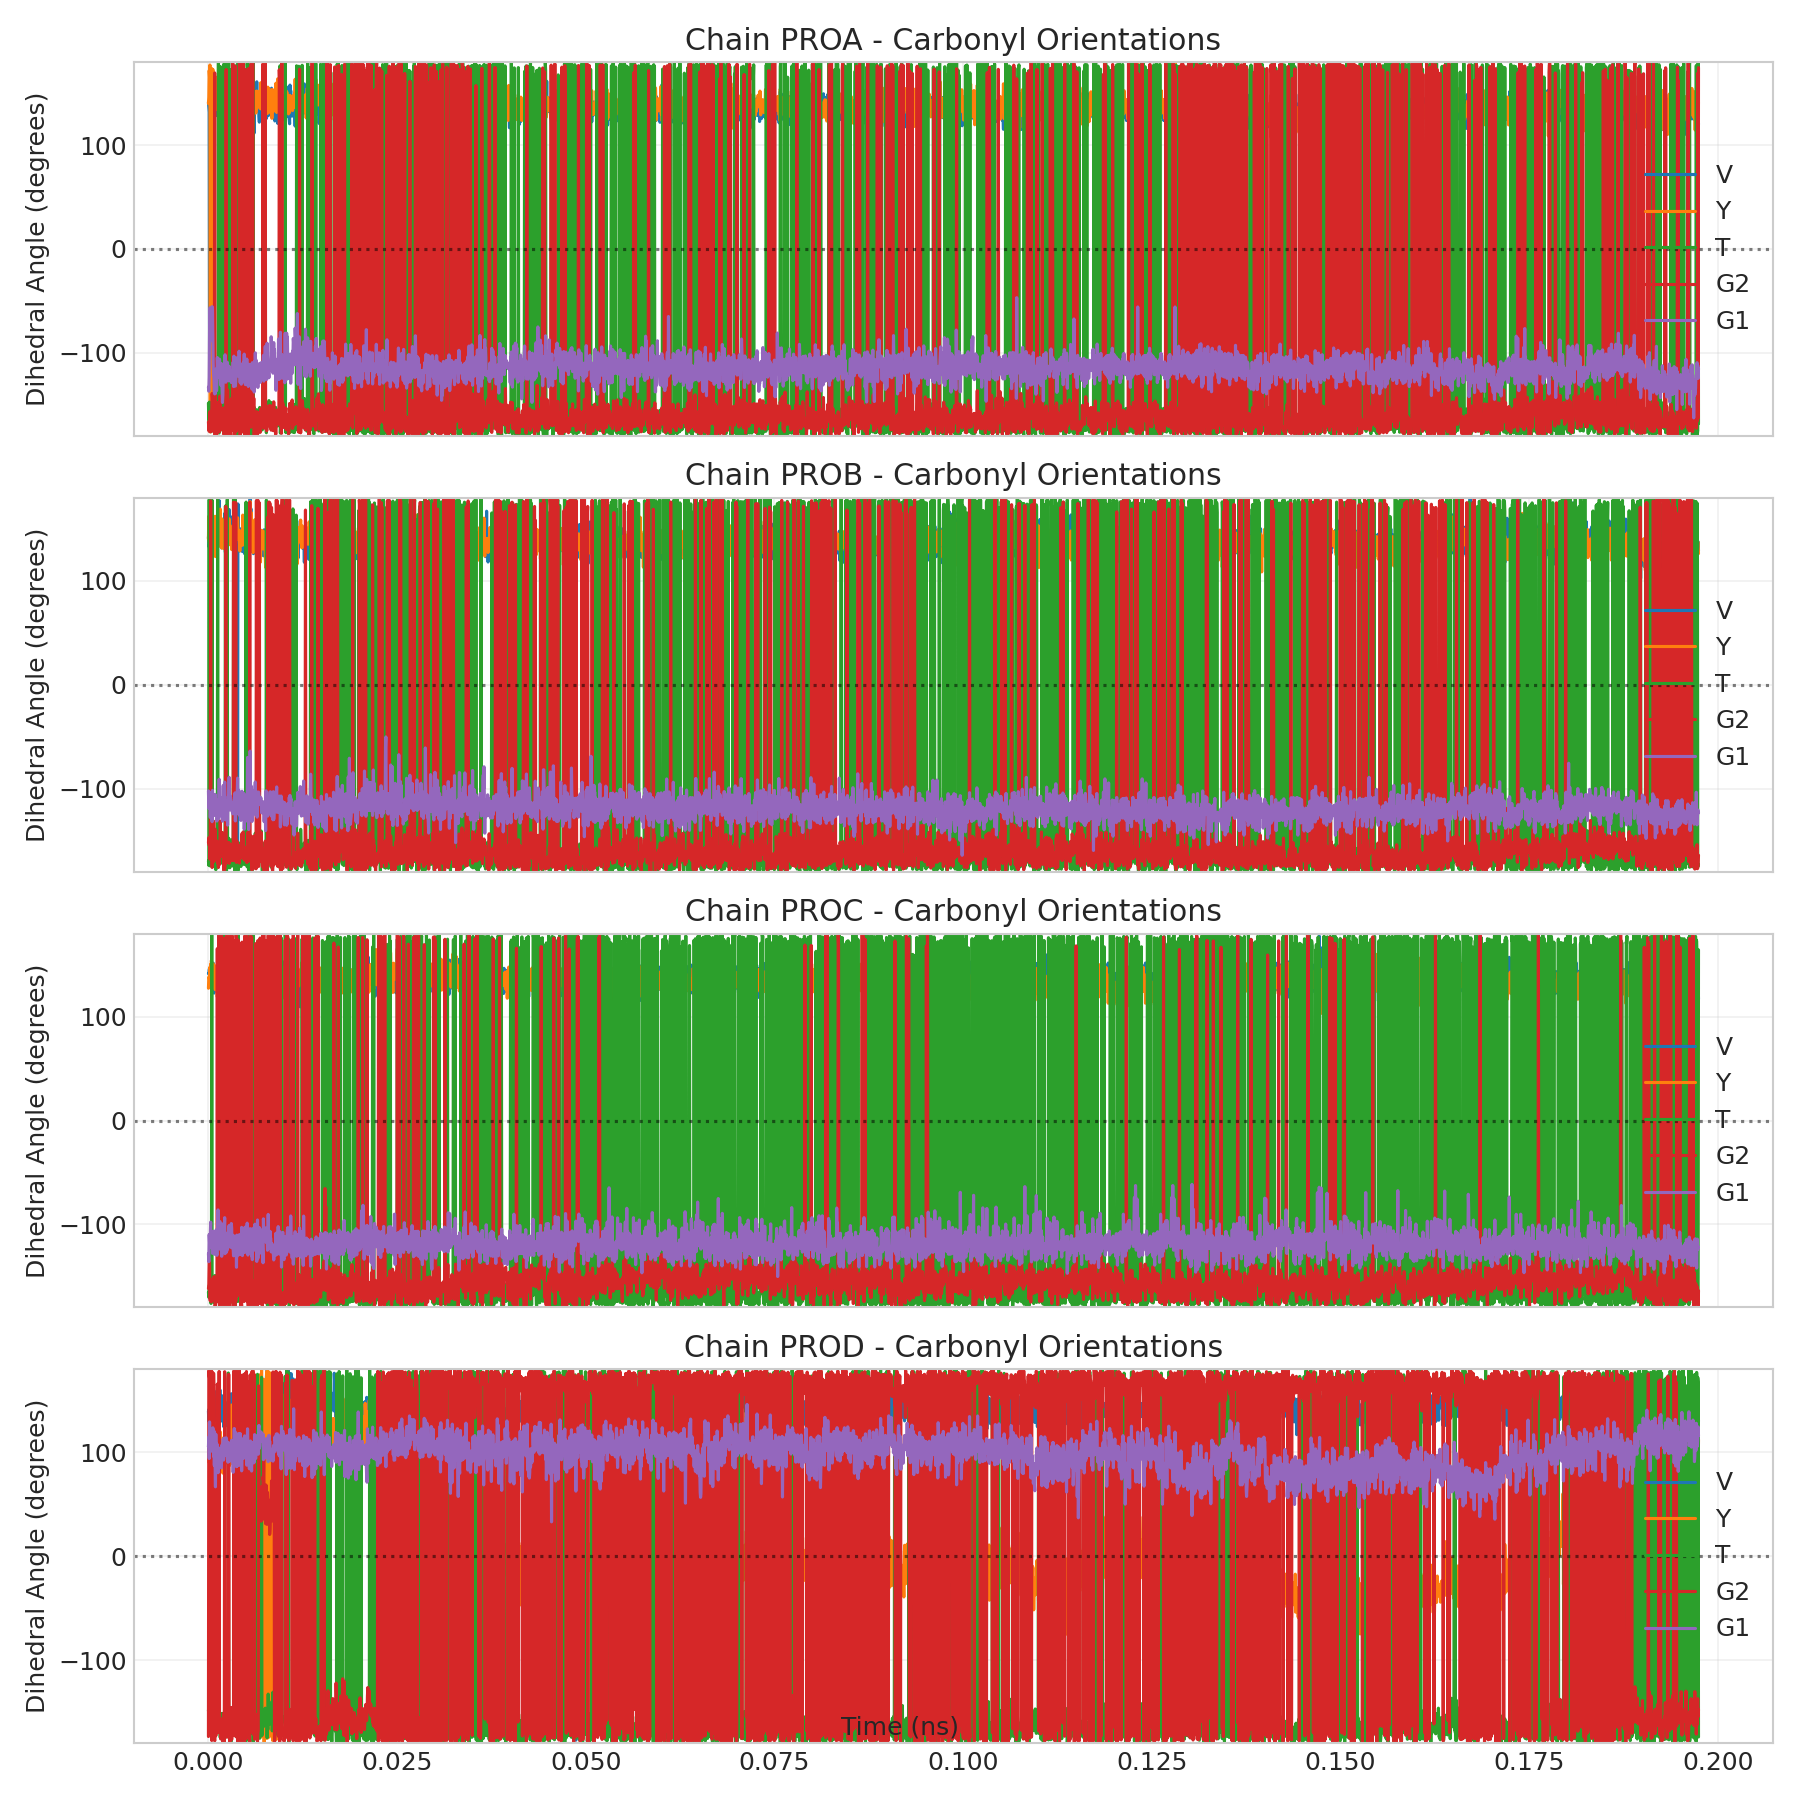 Chain PROA - Carbonyl Orientations
Dihedral Angle (degrees)
100
0
−100
V
Y
T
G2
G1
Chain PROB - Carbonyl Orientations
Dihedral Angle (degrees)
100
0
−100
V
Y
T
G2
G1
Chain PROC - Carbonyl Orientations
Dihedral Angle (degrees)
100
0
−100
V
Y
T
G2
G1
Chain PROD - Carbonyl Orientations
Dihedral Angle (degrees)
100
0
−100
V
Y
T
G2
G1
Time (ns)
0.000 0.025 0.050 0.075 0.100 0.125 0.150 0.175 0.200